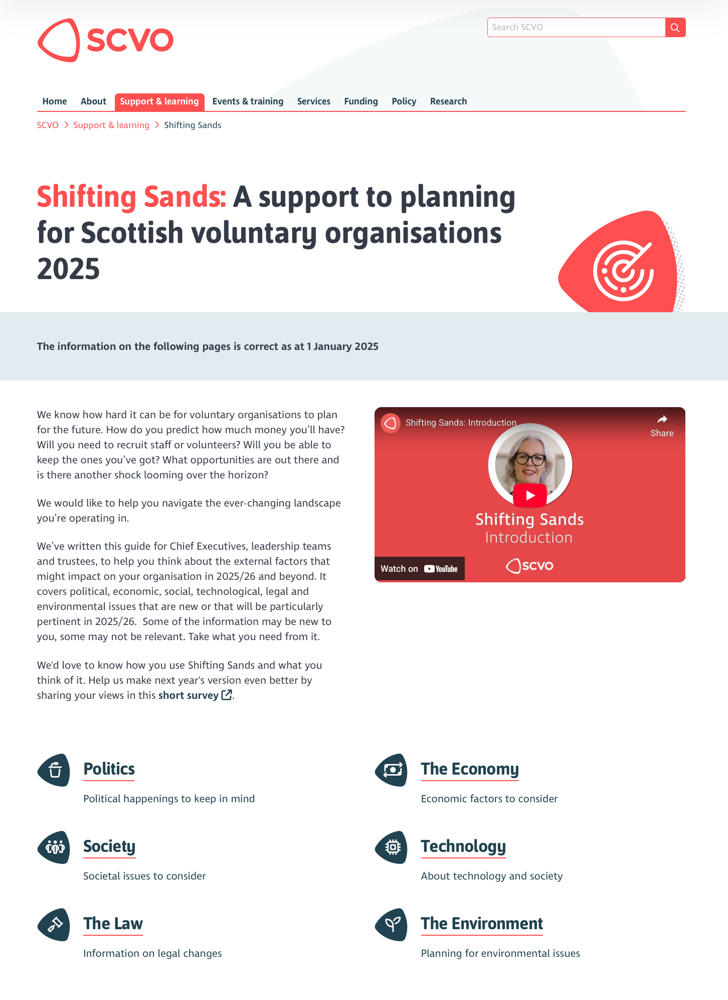 SCVO
Search SCVO
Home About Support & learning Events & training Services Funding Policy Research
SCVO > Support & learning > Shifting Sands
Shifting Sands: A support to planning
for Scottish voluntary organisations
2025
The information on the following pages is correct as at 1 January 2025
We know how hard it can be for voluntary organisations to plan
for the future. How do you predict how much money you’ll have?
Will you need to recruit staff or volunteers? Will you be able to
keep the ones you’ve got? What opportunities are out there and
is there another shock looming over the horizon?
We would like to help you navigate the ever-changing landscape
you’re operating in.
We’ve written this guide for Chief Executives, leadership teams
and trustees, to help you think about the external factors that
might impact on your organisation in 2025/26 and beyond. It
covers political, economic, social, technological, legal and
environmental issues that are new or that will be particularly
pertinent in 2025/26.  Some of the information may be new to
you, some may not be relevant. Take what you need from it.
We'd love to know how you use Shifting Sands and what you
think of it. Help us make next year's version even better by
sharing your views in this short survey.
Shifting Sands: Introduction
Share
Shifting Sands
Introduction
SCVO
Watch on YouTube
Politics
Political happenings to keep in mind
The Economy
Economic factors to consider
Society
Societal issues to consider
Technology
About technology and society
The Law
Information on legal changes
The Environment
Planning for environmental issues